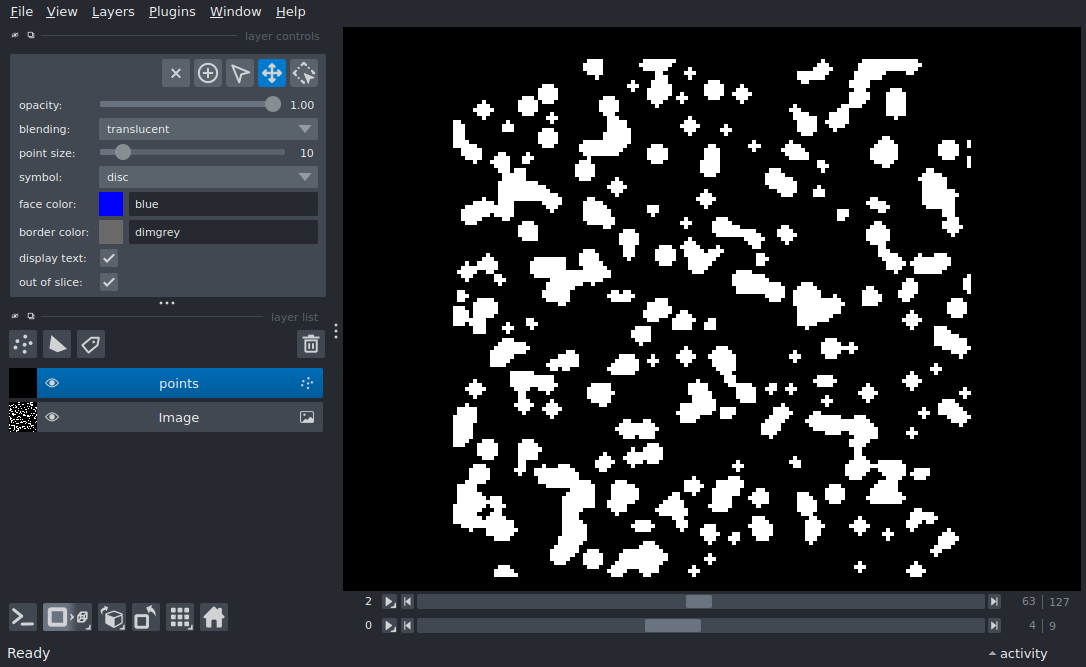 File View Layers Plugins Window Help
layer controls
opacity: 1.00
blending: translucent
point size: 10
symbol: disc
face color: blue
border color: dimgrey
display text:
out of slice:
layer list
points
Image
2 63 127
0 4 9
Ready activity